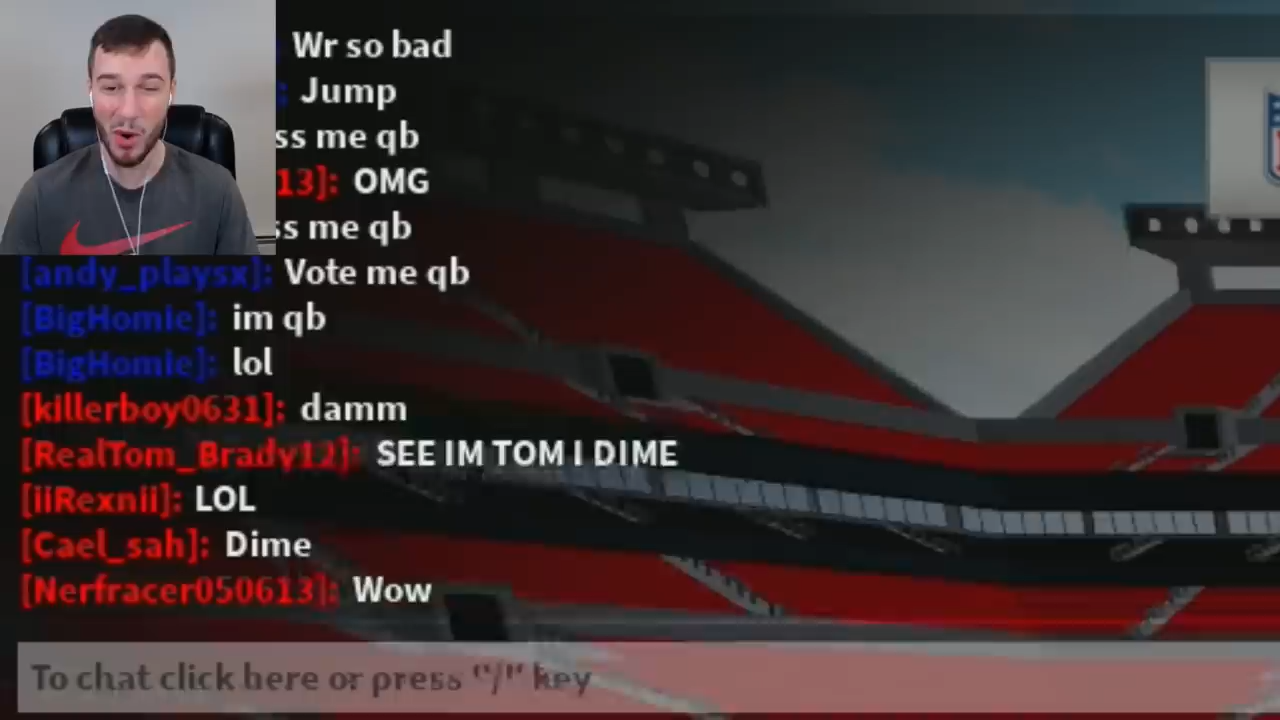 : Wr so bad
: Jump
ss me qb
13]: OMG
ss me qb
[andy_playsx]: Vote me qb
[BigHomie]: im qb
[BigHomie]: lol
[killerboy0631]: damm
[RealTom_Brady12]: SEE IM TOM I DIME
[iiRexnii]: LOL
[Cael_sah]: Dime
[Nerfracer050613]: Wow
To chat click here or press "/" key